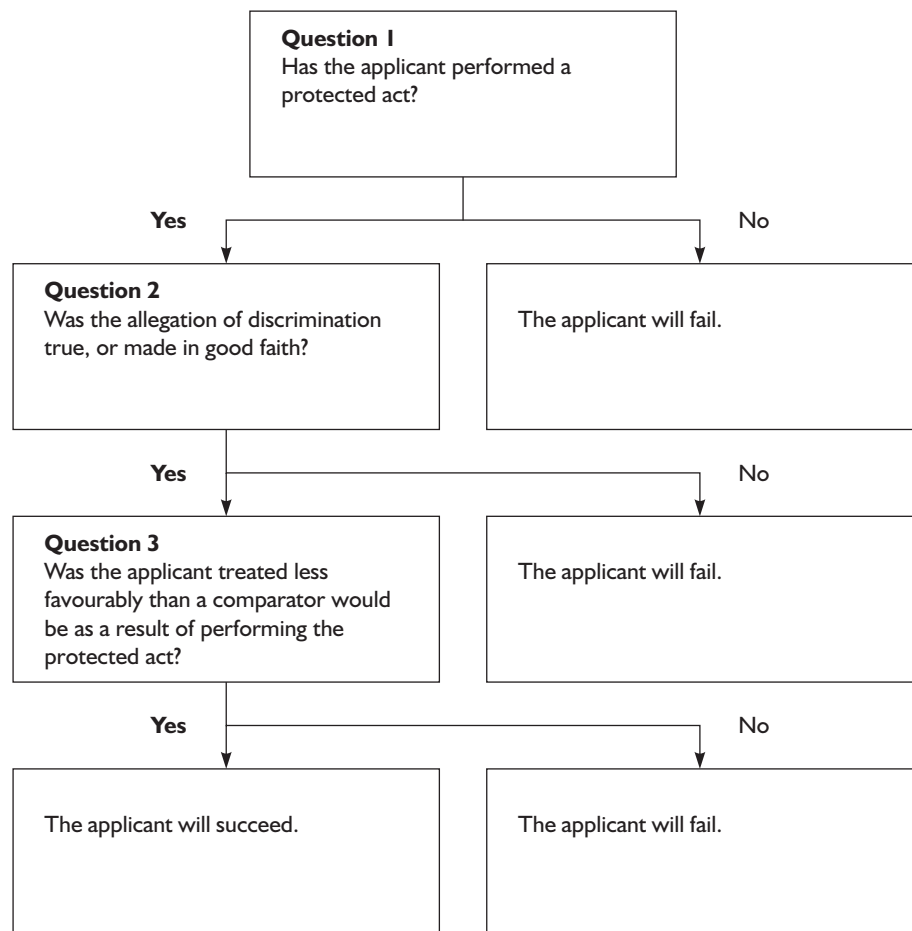 Question 1
Has the applicant performed a
protected act?
Yes
No
Question 2
Was the allegation of discrimination
true, or made in good faith?
The applicant will fail.
Yes
No
Question 3
Was the applicant treated less
favourably than a comparator would
be as a result of performing the
protected act?
The applicant will fail.
Yes
No
The applicant will succeed.
The applicant will fail.